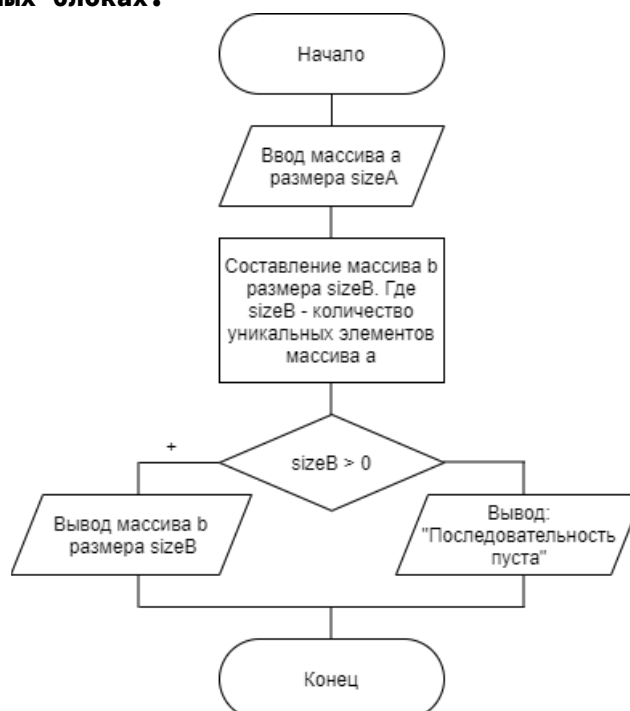 блоках.
Начало
Ввод массива a
размера sizeA
Составление массива b
размера sizeB. Где
sizeB - количество
уникальных элементов
массива a
+
sizeB > 0
Вывод массива b
размера sizeB
Вывод:
"Последовательность
пуста"
Конец